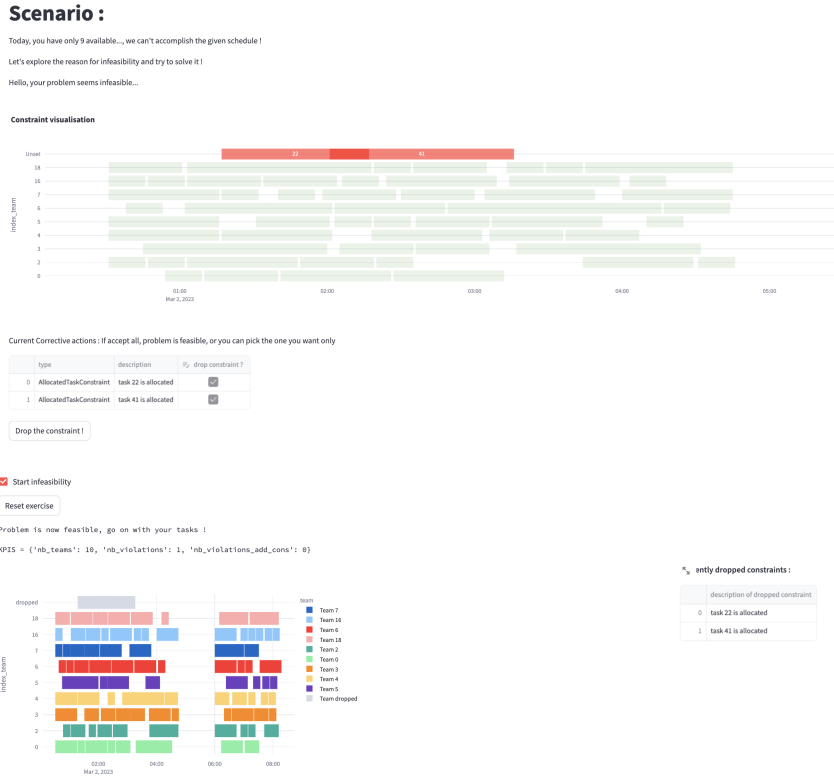 Scenario :
Today, you have only 9 available..., we can't accomplish the given schedule !
Let's explore the reason for infeasibility and try to solve it !
Hello, your problem seems infeasible...
Constraint visualisation
Unset
22
41
18
16
7
6
5
4
3
2
0
index_team
01:00
02:00
03:00
04:00
05:00
Mar 2, 2023
Current Corrective actions : If accept all, problem is feasible, or you can pick the one you want only
type description drop constraint ?
0 AllocatedTaskConstraint task 22 is allocated
1 AllocatedTaskConstraint task 41 is allocated
Drop the constraint !
Start infeasibility
Reset exercise
Problem is now feasible, go on with your tasks !
KPIS = {'nb_teams': 10, 'nb_violations': 1, 'nb_violations_add_cons': 0}
ently dropped constraints :
description of dropped constraint
0 task 22 is allocated
1 task 41 is allocated
dropped
18
16
7
6
5
4
3
2
0
index_team
02:00
04:00
06:00
08:00
Mar 2, 2023
team
Team 7
Team 16
Team 6
Team 18
Team 2
Team 0
Team 3
Team 4
Team 5
Team dropped